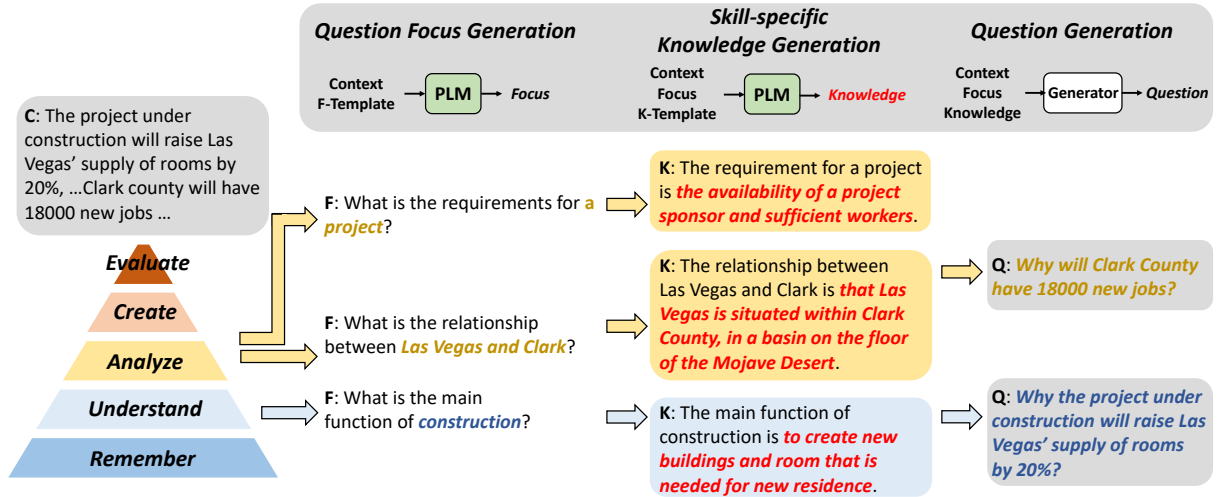 Question Focus Generation
Context
F-Template
PLM
Focus
Skill-specific
Knowledge Generation
Context
Focus
K-Template
PLM
Knowledge
Question Generation
Context
Focus
Knowledge
Generator
Question
C: The project under
construction will raise Las
Vegas’ supply of rooms by
20%, ...Clark county will have
18000 new jobs ...
Evaluate
Create
Analyze
Understand
Remember
F: What is the requirements for a
project?
F: What is the relationship
between Las Vegas and Clark?
F: What is the main
function of construction?
K: The requirement for a project
is the availability of a project
sponsor and sufficient workers.
K: The relationship between
Las Vegas and Clark is that Las
Vegas is situated within Clark
County, in a basin on the floor
of the Mojave Desert.
K: The main function of
construction is to create new
buildings and room that is
needed for new residence.
Q: Why will Clark County
have 18000 new jobs?
Q: Why the project under
construction will raise Las
Vegas’ supply of rooms
by 20%?